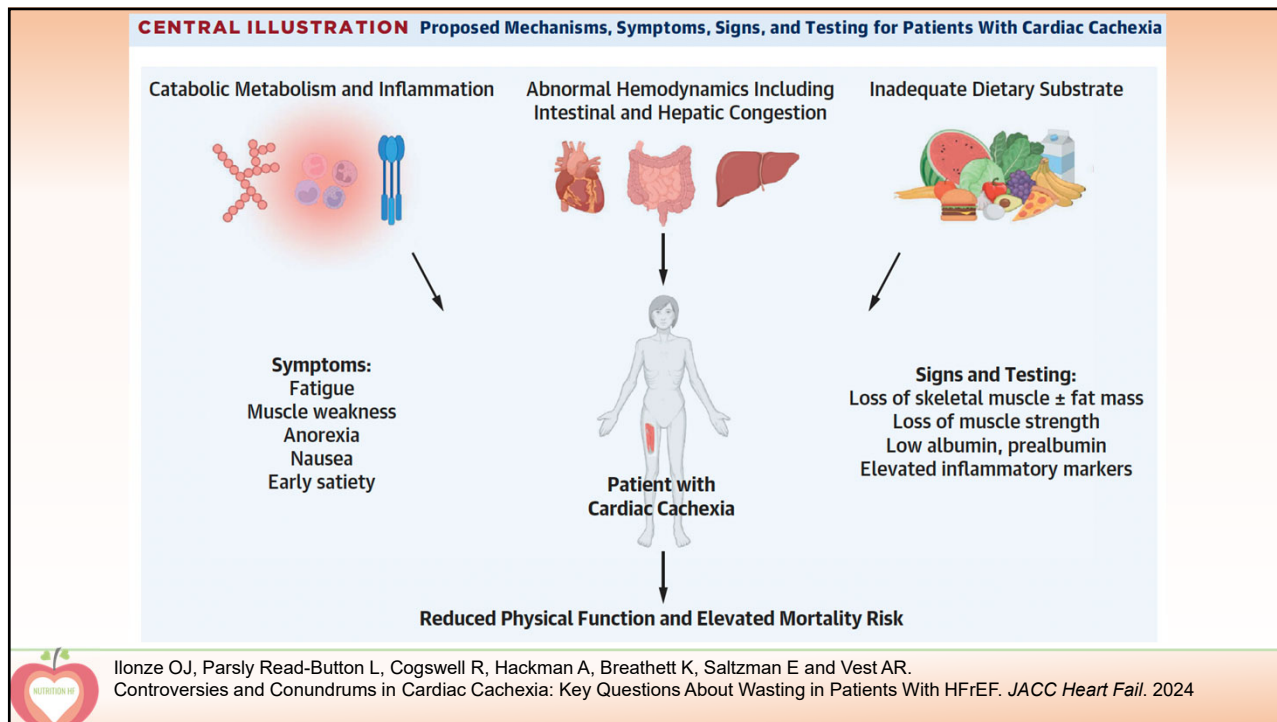 CENTRAL ILLUSTRATION Proposed Mechanisms, Symptoms, Signs, and Testing for Patients With Cardiac Cachexia
Catabolic Metabolism and Inflammation
Abnormal Hemodynamics Including
Intestinal and Hepatic Congestion
Inadequate Dietary Substrate
Symptoms:
Fatigue
Muscle weakness
Anorexia
Nausea
Early satiety
Patient with
Cardiac Cachexia
Signs and Testing:
Loss of skeletal muscle ± fat mass
Loss of muscle strength
Low albumin, prealbumin
Elevated inflammatory markers
Reduced Physical Function and Elevated Mortality Risk
NUTRITION HF
Ilonze OJ, Parsly Read-Button L, Cogswell R, Hackman A, Breathett K, Saltzman E and Vest AR.
Controversies and Conundrums in Cardiac Cachexia: Key Questions About Wasting in Patients With HFrEF. JACC Heart Fail. 2024